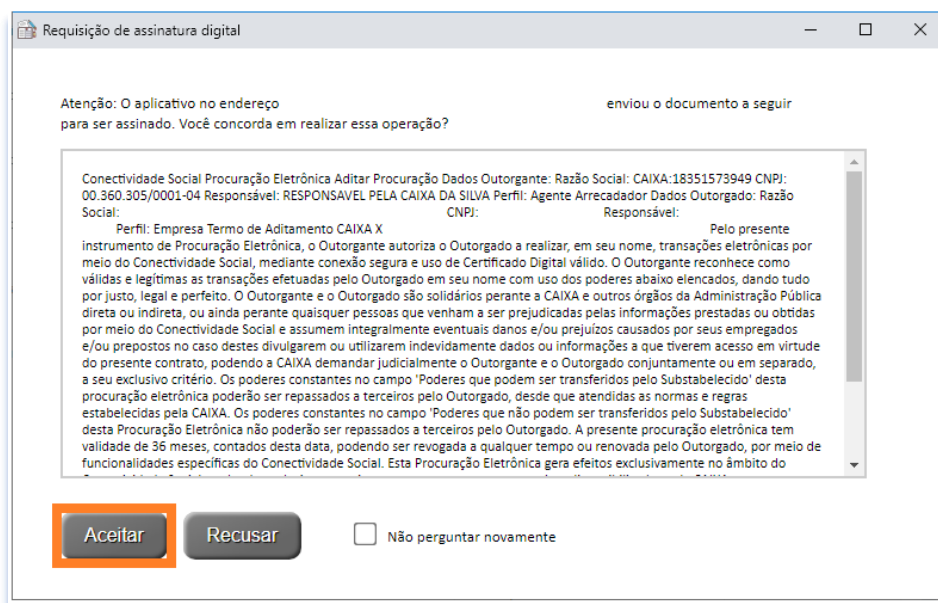 Requisição de assinatura digital
Atenção: O aplicativo no endereço enviou o documento a seguir
para ser assinado. Você concorda em realizar essa operação?
Conectividade Social Procuração Eletrônica Aditar Procuração Dados Outorgante: Razão Social: CAIXA:18351573949 CNPJ:
00.360.305/0001-04 Responsável: RESPONSAVEL PELA CAIXA DA SILVA Perfil: Agente Arrecadador Dados Outorgado: Razão
Social: CNPJ: Responsável:
Perfil: Empresa Termo de Aditamento CAIXA X Pelo presente
instrumento de Procuração Eletrônica, o Outorgante autoriza o Outorgado a realizar, em seu nome, transações eletrônicas por
meio do Conectividade Social, mediante conexão segura e uso de Certificado Digital válido. O Outorgante reconhece como
válidas e legítimas as transações efetuadas pelo Outorgado em seu nome com uso dos poderes abaixo elencados, dando tudo
por justo, legal e perfeito. O Outorgante e o Outorgado são solidários perante a CAIXA e outros órgãos da Administração Pública
direta ou indireta, ou ainda perante quaisquer pessoas que venham a ser prejudicadas pelas informações prestadas ou obtidas
por meio do Conectividade Social e assumem integralmente eventuais danos e/ou prejuízos causados por seus empregados
e/ou prepostos no caso destes divulgarem ou utilizarem indevidamente dados ou informações a que tiverem acesso em virtude
do presente contrato, podendo a CAIXA demandar judicialmente o Outorgante e o Outorgado conjuntamente ou em separado,
a seu exclusivo critério. Os poderes constantes no campo 'Poderes que podem ser transferidos pelo Substabelecido' desta
procuração eletrônica poderão ser repassados a terceiros pelo Outorgado, desde que atendidas as normas e regras
estabelecidas pela CAIXA. Os poderes constantes no campo 'Poderes que não podem ser transferidos pelo Substabelecido'
desta Procuração Eletrônica não poderão ser repassados a terceiros pelo Outorgado. A presente procuração eletrônica tem
validade de 36 meses, contados desta data, podendo ser revogada a qualquer tempo ou renovada pelo Outorgado, por meio de
funcionalidades específicas do Conectividade Social. Esta Procuração Eletrônica gera efeitos exclusivamente no âmbito do
Aceitar Recusar Não perguntar novamente